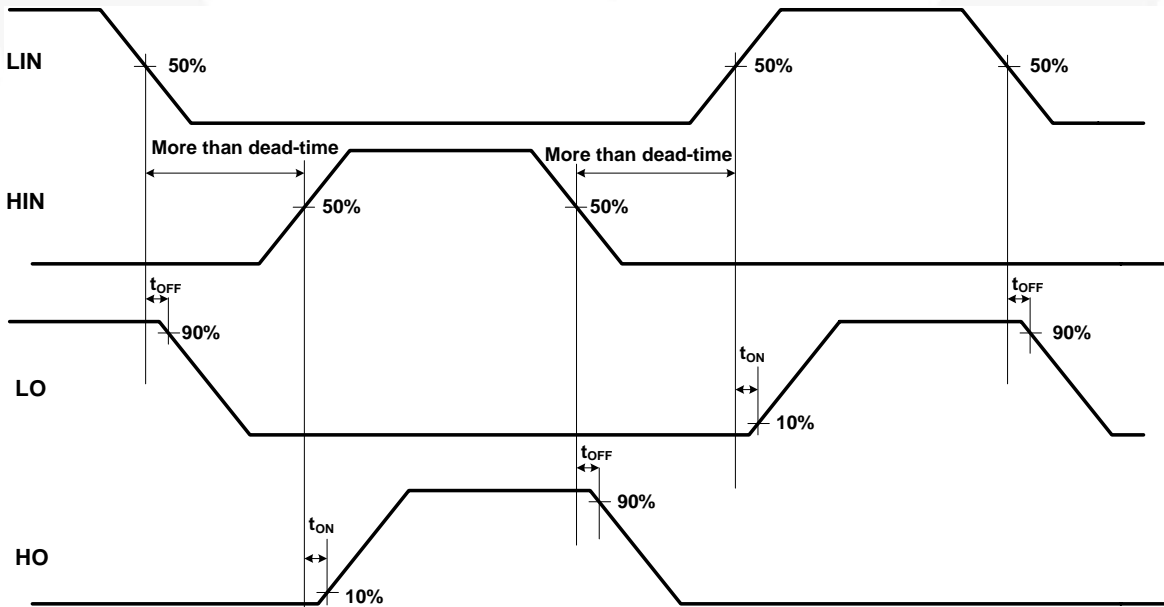 LIN
50%
50%
50%
More than dead-time
More than dead-time
HIN
50%
50%
tOFF
90%
tOFF
90%
LO
tON
10%
tOFF
90%
HO
tON
10%